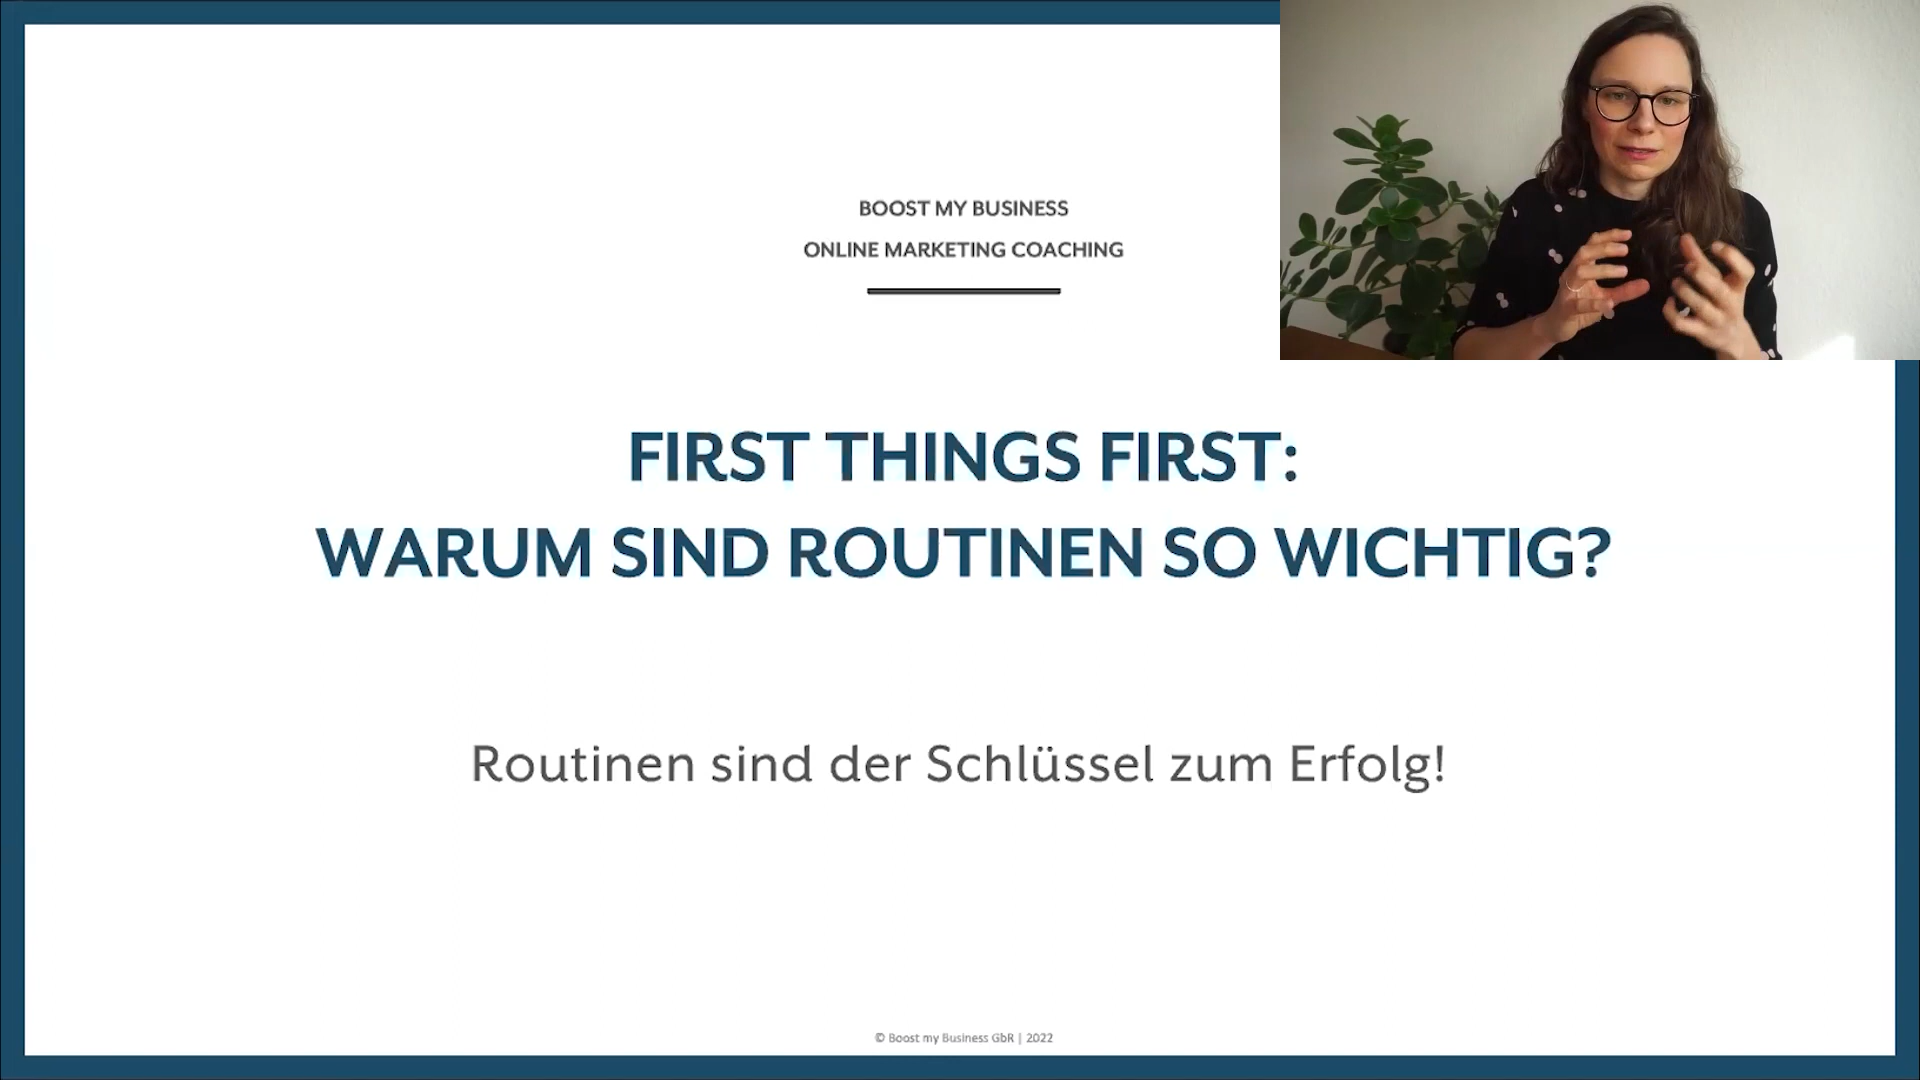 BOOST MY BUSINESS
ONLINE MARKETING COACHING
FIRST THINGS FIRST:
WARUM SIND ROUTINEN SO WICHTIG?
Routinen sind der Schlüssel zum Erfolg!
© Boost my Business GbR | 2022